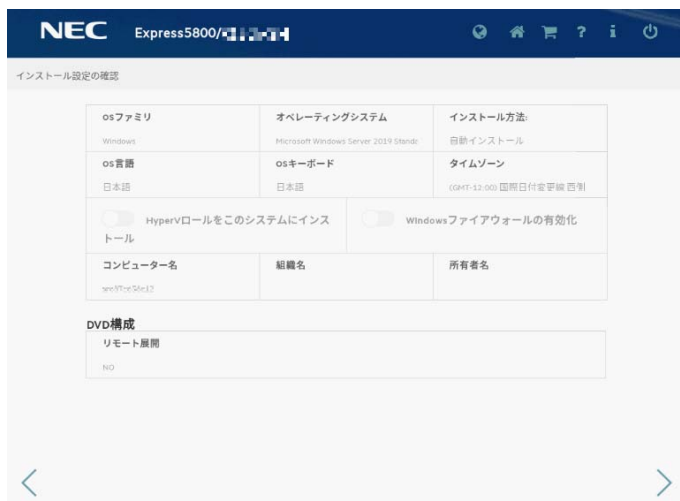 NEC Express5800/
インストール設定の確認
OSファミリ オペレーティングシステム インストール方法:
Windows Microsoft Windows Server 2019 Standr 自動インストール
OS言語 OSキーボード タイムゾーン
日本語 日本語 (GMT-12:00) 国際日付変更線 西側
HyperVロールをこのシステムにインス
トール
Windowsファイアウォールの有効化
コンピューター名 組織名 所有者名
DVD構成
リモート展開
NO